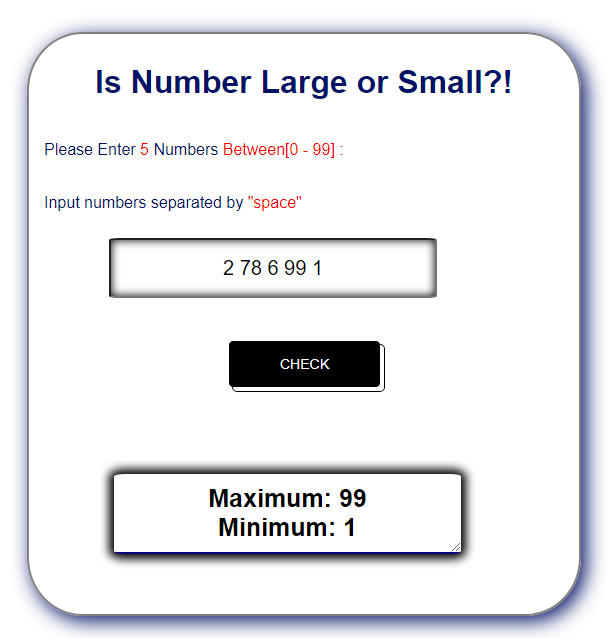 Is Number Large or Small?!
Please Enter 5 Numbers Between[0 - 99] :
Input numbers separated by "space"
2 78 6 99 1
CHECK
Maximum: 99
Minimum: 1